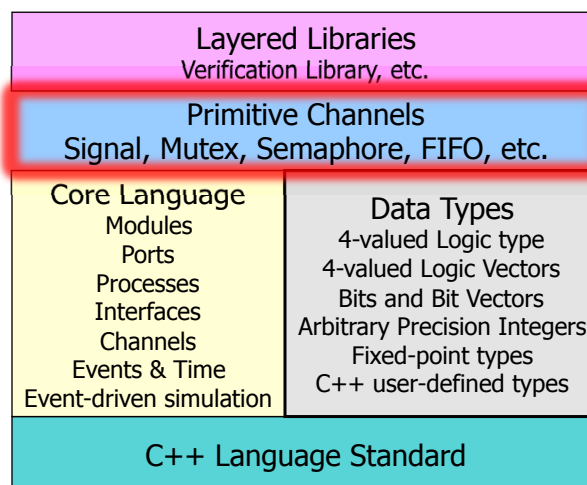 Layered Libraries
Verification Library, etc.
Primitive Channels
Signal, Mutex, Semaphore, FIFO, etc.
Core Language
Modules
Ports
Processes
Interfaces
Channels
Events & Time
Event-driven simulation
Data Types
4-valued Logic type
4-valued Logic Vectors
Bits and Bit Vectors
Arbitrary Precision Integers
Fixed-point types
C++ user-defined types
C++ Language Standard